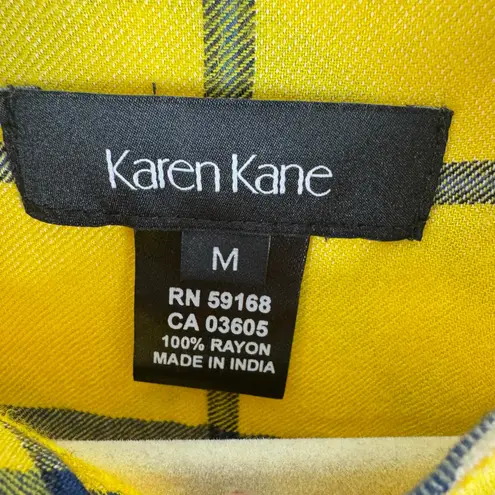 Karen Kane
M
RN 59168
CA 03605
100% RAYON
MADE IN INDIA